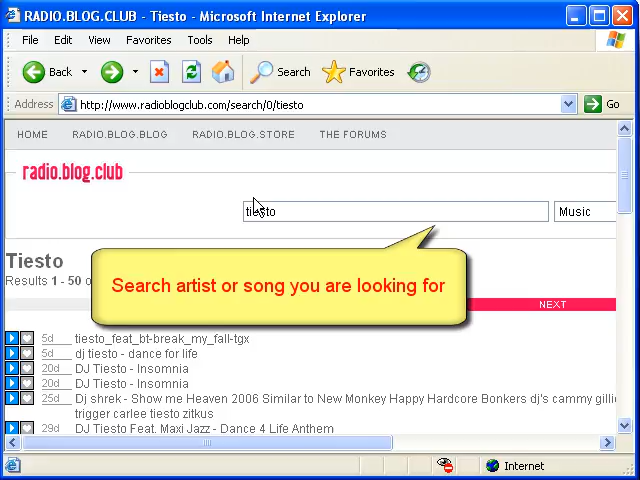 RADIO.BLOG.CLUB - Tiesto - Microsoft Internet Explorer
File Edit View Favorites Tools Help
Back Search Favorites
Address http://www.radioblogclub.com/search/0/tiesto Go
HOME RADIO.BLOG.BLOG RADIO.BLOG.STORE THE FORUMS
radio.blog.club
tiesto Music
Tiesto
Results 1 - 50 o
Search artist or song you are looking for
NEXT
5d tiesto_feat_bt-break_my_fall-tgx
5d dj tiesto - dance for life
20d DJ Tiesto - Insomnia
20d DJ Tiesto - Insomnia
25d Dj shrek - Show me Heaven 2006 Similar to New Monkey Happy Hardcore Bonkers dj's cammy gilli
trigger carlee tiesto zitkus
29d DJ Tiesto Feat. Maxi Jazz - Dance 4 Life Anthem
Internet